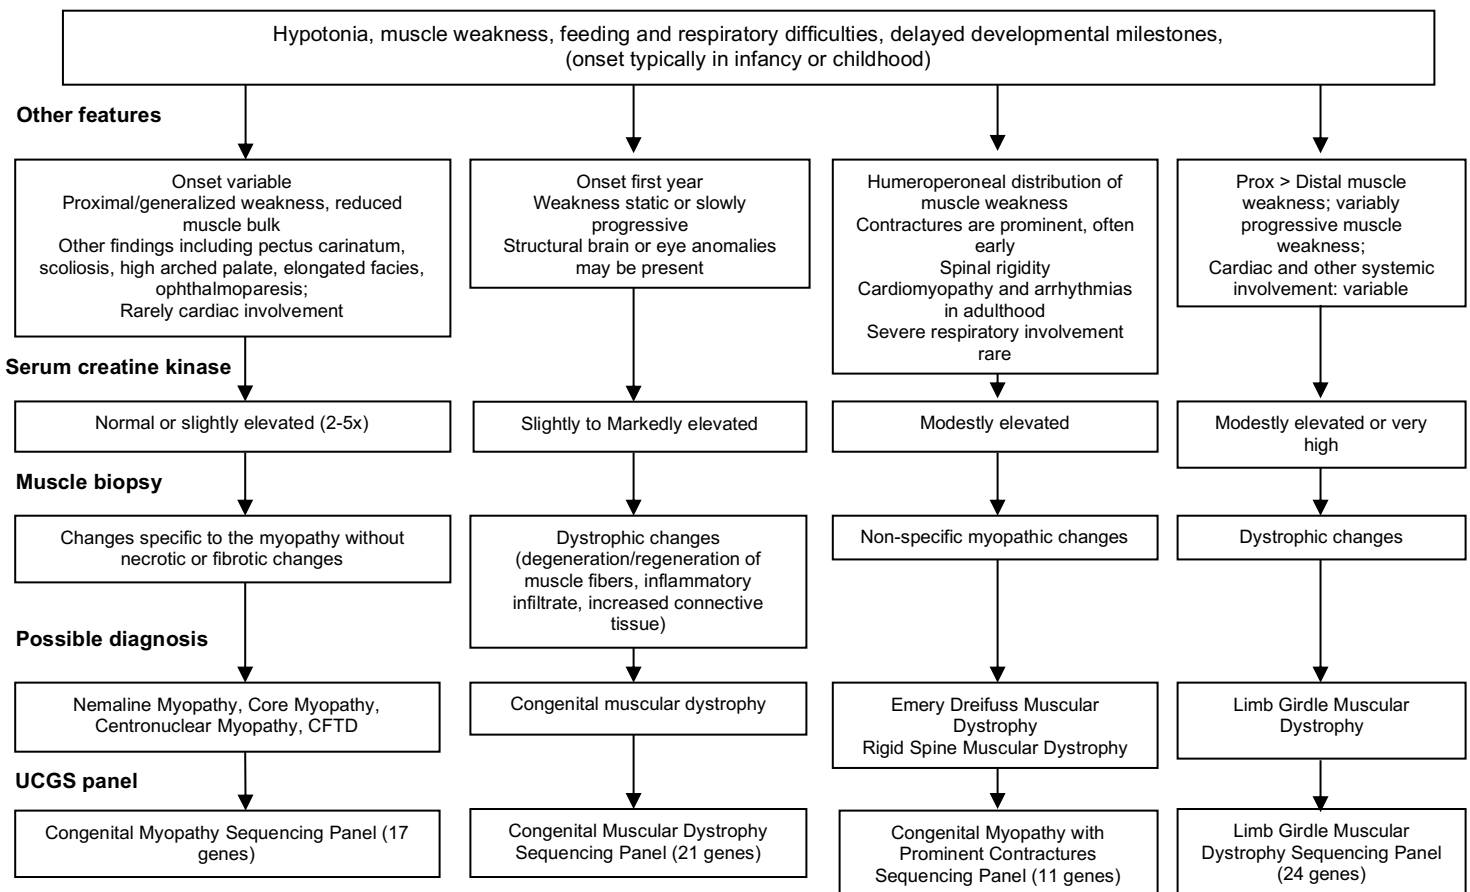 Hypotonia, muscle weakness, feeding and respiratory difficulties, delayed developmental milestones,
(onset typically in infancy or childhood)
Other features
Onset variable
Proximal/generalized weakness, reduced
muscle bulk
Other findings including pectus carinatum,
scoliosis, high arched palate, elongated facies,
ophthalmoparesis;
Rarely cardiac involvement
Onset first year
Weakness static or slowly
progressive
Structural brain or eye anomalies
may be present
Humeroperoneal distribution of
muscle weakness
Contractures are prominent, often
early
Spinal rigidity
Cardiomyopathy and arrhythmias
in adulthood
Severe respiratory involvement
rare
Prox > Distal muscle
weakness; variably
progressive muscle
weakness;
Cardiac and other systemic
involvement: variable
Serum creatine kinase
Normal or slightly elevated (2-5x)
Slightly to Markedly elevated
Modestly elevated
Modestly elevated or very
high
Muscle biopsy
Changes specific to the myopathy without
necrotic or fibrotic changes
Dystrophic changes
(degeneration/regeneration of
muscle fibers, inflammatory
infiltrate, increased connective
tissue)
Non-specific myopathic changes
Dystrophic changes
Possible diagnosis
Nemaline Myopathy, Core Myopathy,
Centronuclear Myopathy, CFTD
Congenital muscular dystrophy
Emery Dreifuss Muscular
Dystrophy
Rigid Spine Muscular Dystrophy
Limb Girdle Muscular
Dystrophy
UCGS panel
Congenital Myopathy Sequencing Panel (17
genes)
Congenital Muscular Dystrophy
Sequencing Panel (21 genes)
Congenital Myopathy with
Prominent Contractures
Sequencing Panel (11 genes)
Limb Girdle Muscular
Dystrophy Sequencing Panel
(24 genes)